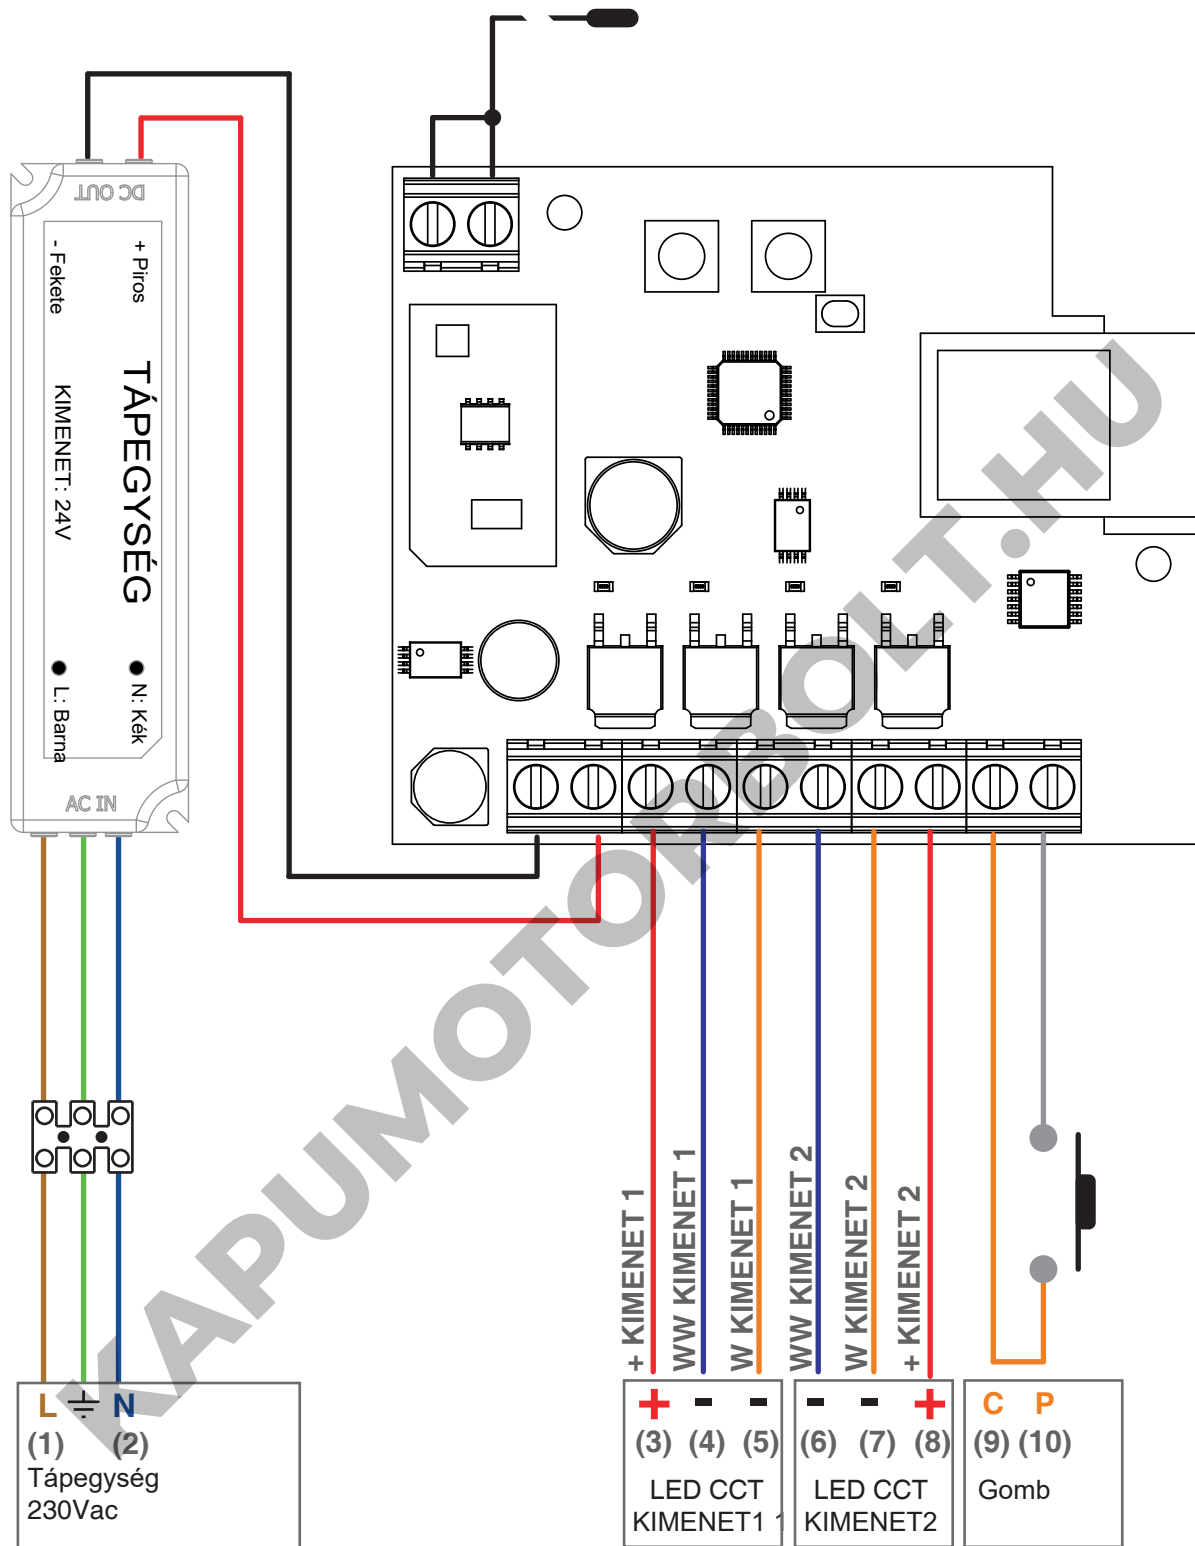 DC OUT
+ Piros
- Fekete
TÁPEGYSÉG
KIMENET: 24V
N: Kék
L: Barna
AC IN
KAPUMOTORBOLT.HU
+ KIMENET 1
WW KIMENET 1
W KIMENET 1
WW KIMENET 2
W KIMENET 2
+ KIMENET 2
L N
(1) (2)
Tápegység
230Vac
+ - -
(3) (4) (5)
LED CCT
KIMENET1 1
- - +
(6) (7) (8)
LED CCT
KIMENET2
C P
(9) (10)
Gomb